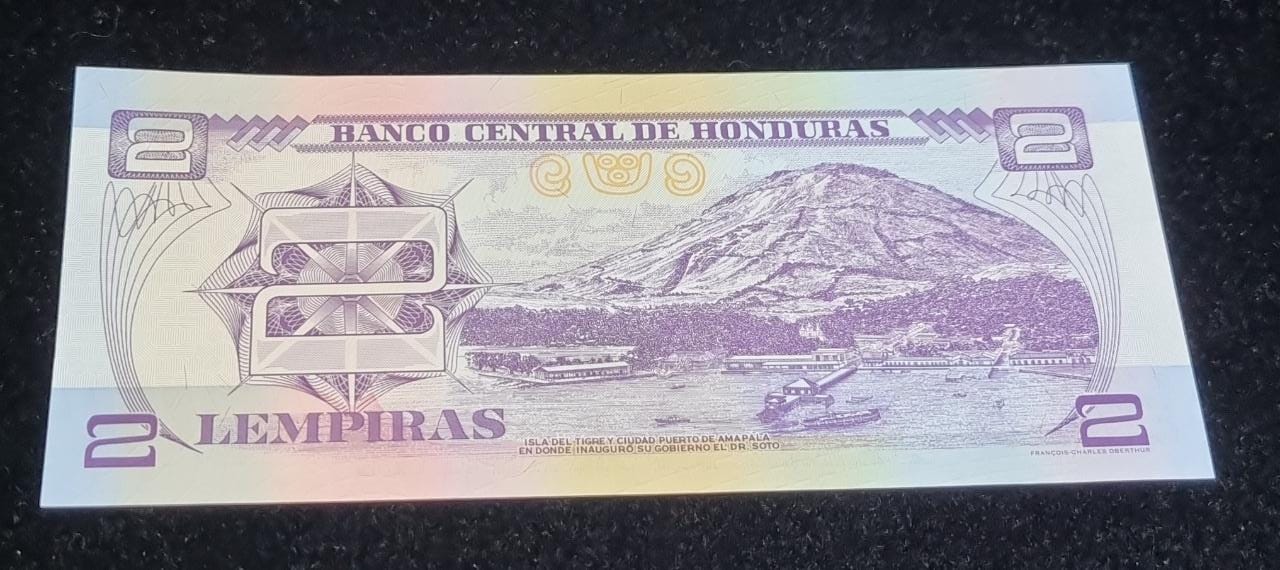 2 BANCO CENTRAL DE HONDURAS 2
2
2 LEMPIRAS
ISLA DEL TIGRE Y CIUDAD PUERTO DE AMAPALA
EN DONDE INAUGURÓ SU GOBIERNO EL DR. SOTO
2
FRANÇOIS-CHARLES OBERTHUR